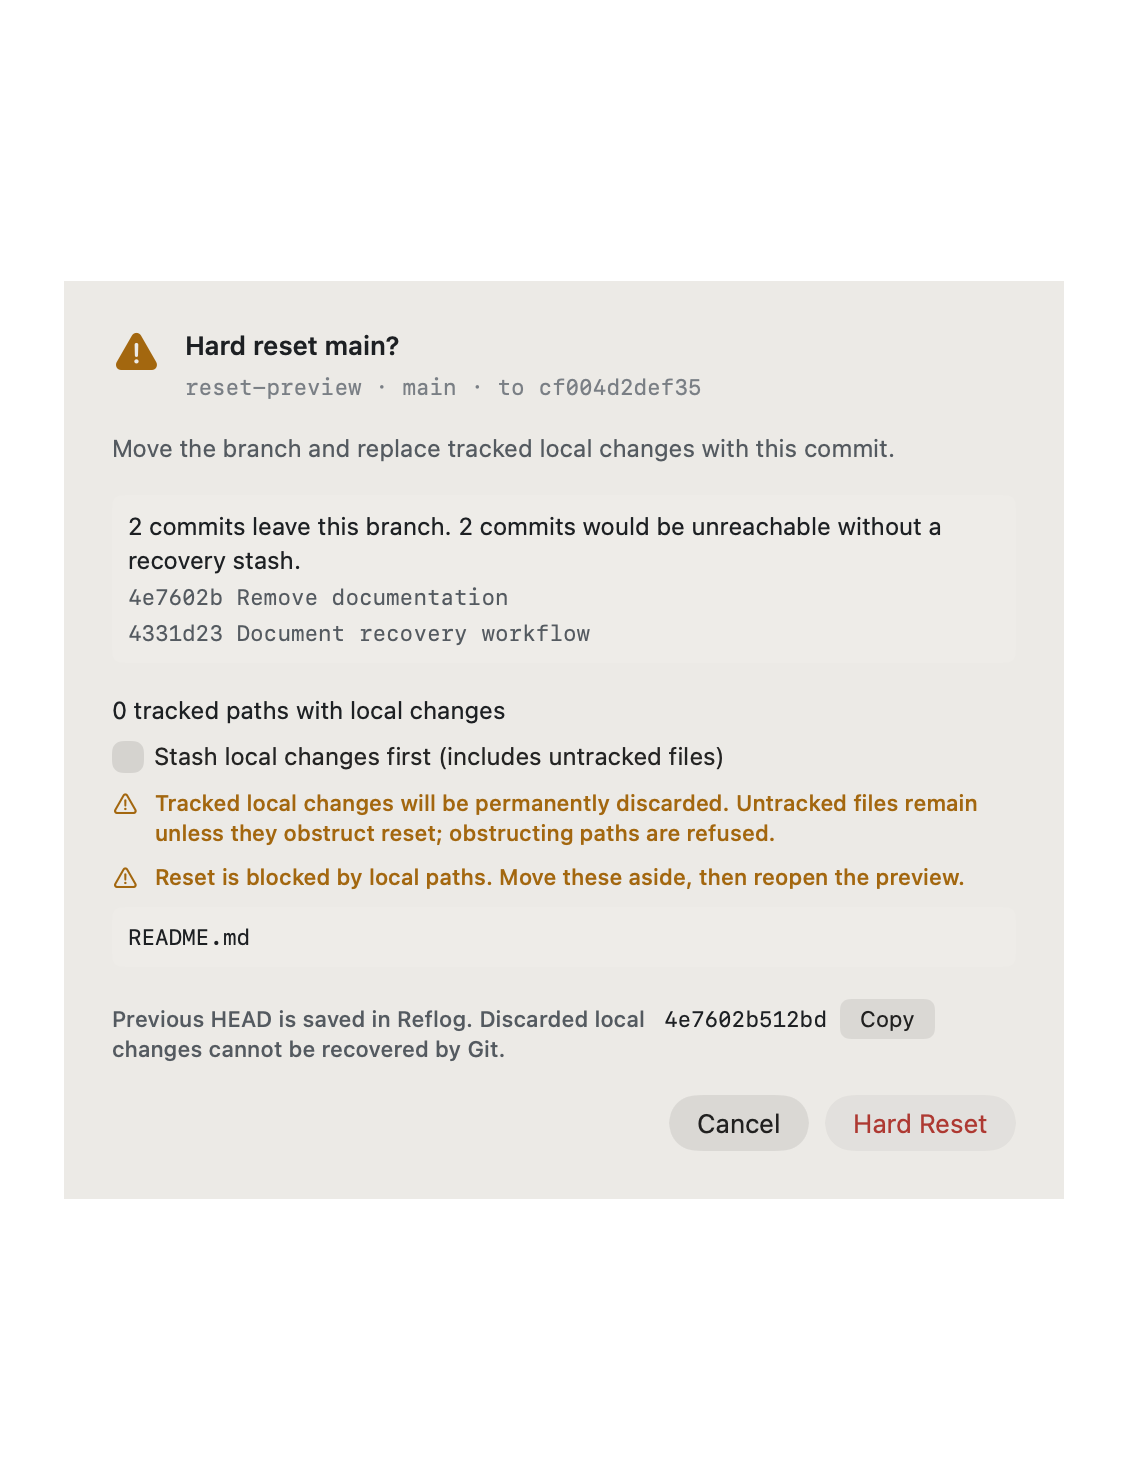 Hard reset main?
reset-preview · main · to cf004d2def35
Move the branch and replace tracked local changes with this commit.
2 commits leave this branch. 2 commits would be unreachable without a
recovery stash.
4e7602b Remove documentation
4331d23 Document recovery workflow
0 tracked paths with local changes
Stash local changes first (includes untracked files)
Tracked local changes will be permanently discarded. Untracked files remain
unless they obstruct reset; obstructing paths are refused.
Reset is blocked by local paths. Move these aside, then reopen the preview.
README.md
Previous HEAD is saved in Reflog. Discarded local
changes cannot be recovered by Git.
4e7602b512bd
Copy
Cancel
Hard Reset